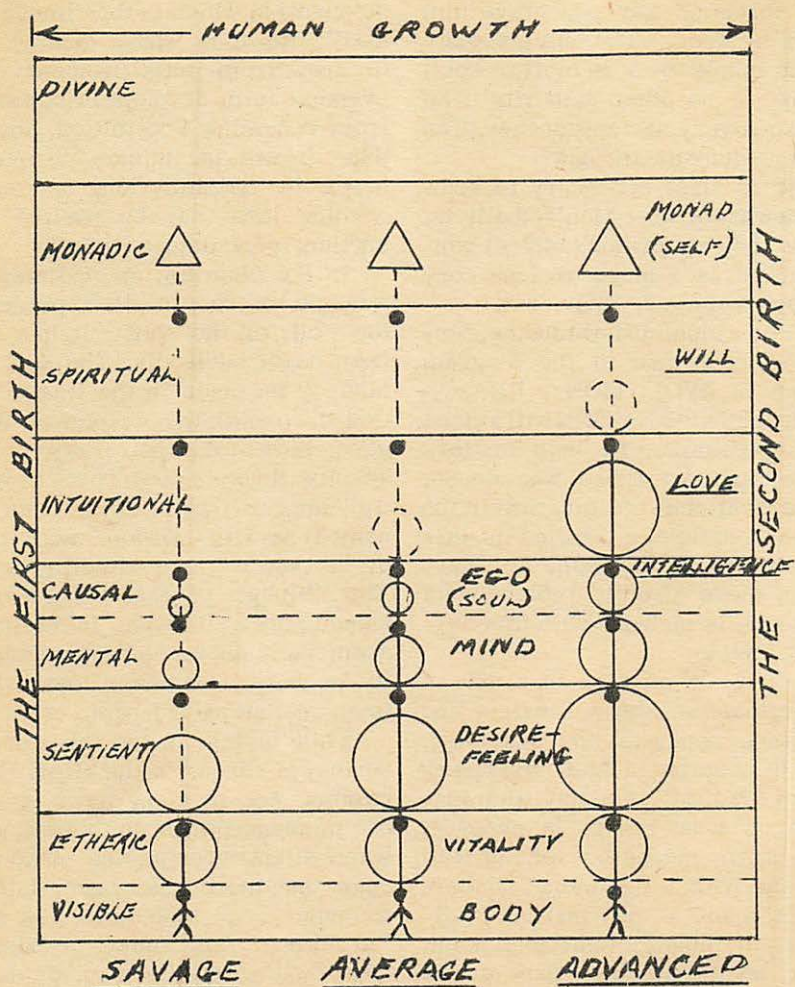 HUMAN GROWTH
DIVINE
MONADIC
MONAD
(SELF)
SPIRITUAL
WILL
INTUITIONAL
LOVE
CAUSAL
EGO
(SOUL)
INTELLIGENCE
MENTAL
MIND
SENTIENT
DESIRE-
FEELING
ETHERIC
VITALITY
VISIBLE
BODY
SAVAGE
AVERAGE
ADVANCED
THE FIRST BIRTH
THE SECOND BIRTH